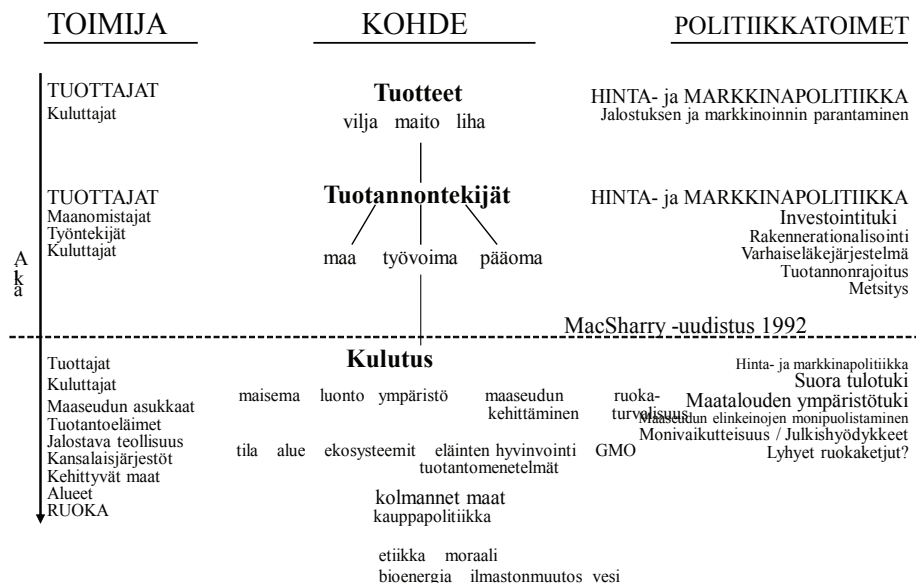 TOIMIJA
KOHDE
POLITIIKKATOIMET
Aika
TUOTTAJAT
Kuluttajat
Tuotteet
vilja maito liha
HINTA- ja MARKKINAPOLITIIKKA
Jalostuksen ja markkinoinnin parantaminen
TUOTTAJAT
Maanomistajat
Työntekijät
Kuluttajat
Tuotannontekijät
maa työvoima pääoma
HINTA- ja MARKKINAPOLITIIKKA
Investointituki
Rakennerationalisointi
Varhaiseläkejärjestelmä
Tuotannonrajoitus
Metsitys
MacSharry -uudistus 1992
Tuottajat
Kuluttajat
Maaseudun asukkaat
Tuotantoeläimet
Jalostava teollisuus
Kansalaisjärjestöt
Kehittyvät maat
Alueet
RUOKA
Kulutus
maisema luonto ympäristö maaseudun ruoka-
kehittäminen turvallisuus
tila alue ekosysteemit eläinten hyvinvointi GMO
tuotantomenetelmät
kolmannet maat
kauppapolitiikka
etiikka moraali
bioenergia ilmastonmuutos vesi
Hinta- ja markkinapolitiikka
Suora tulotuki
Maatalouden ympäristötuki
Maaseudun elinkeinojen monipuolistaminen
Monivaikutteisuus / Julkishyödykkeet
Lyhyet ruokaketjut?